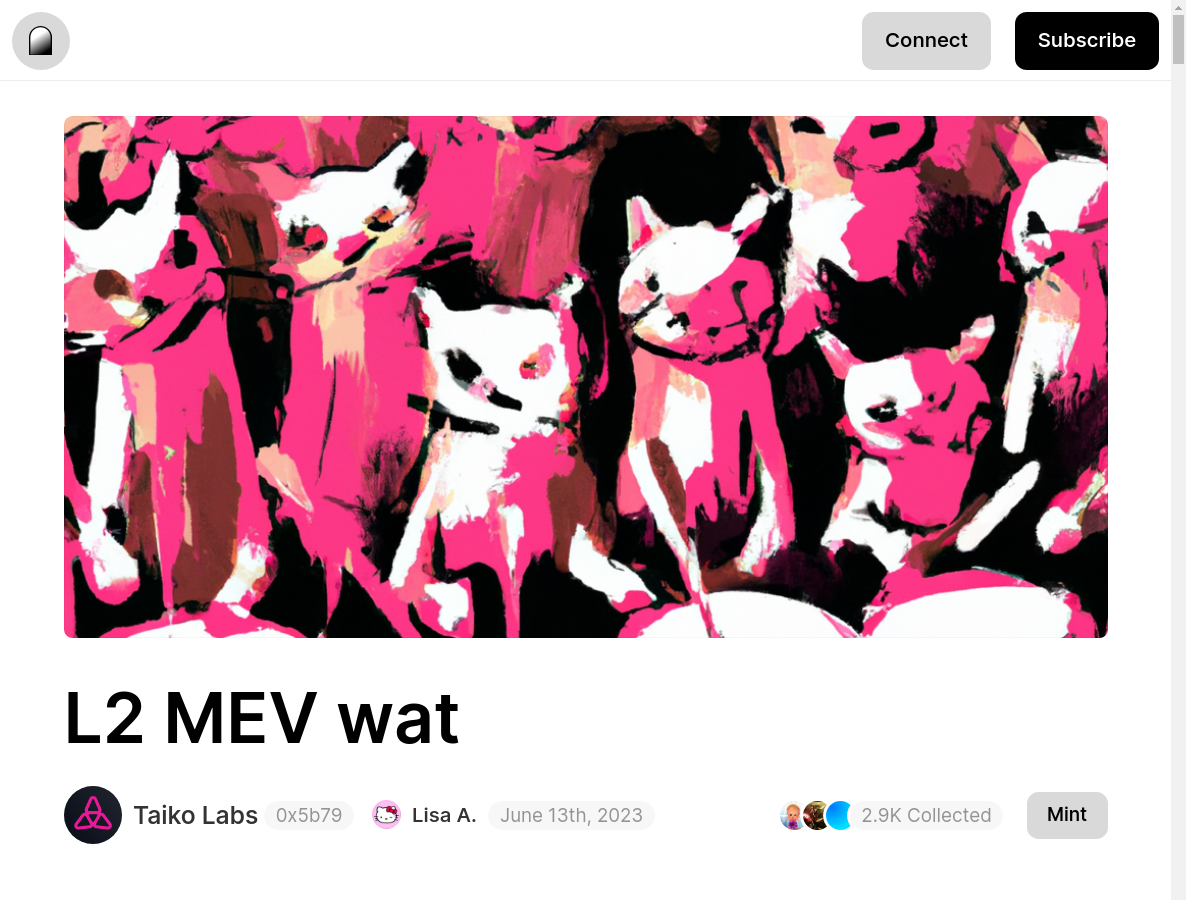 Connect Subscribe
L2 MEV wat
Taiko Labs 0x5b79 Lisa A. June 13th, 2023 2.9K Collected Mint